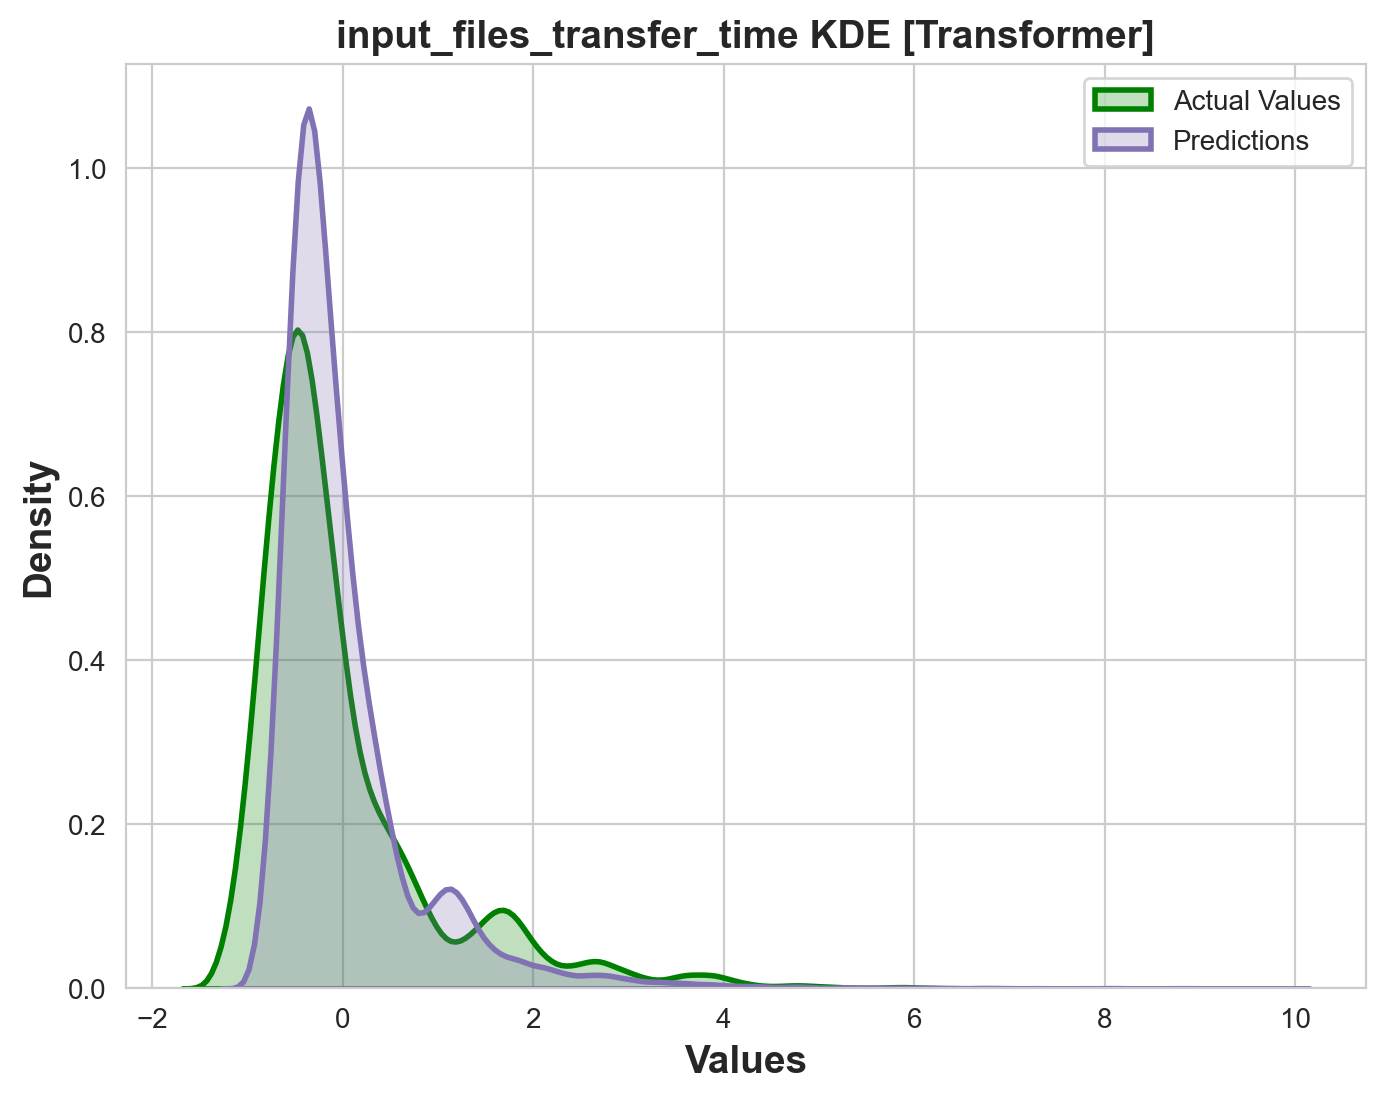 input_files_transfer_time KDE [Transformer]
Actual Values
Predictions
Density
1.0
0.8
0.6
0.4
0.2
0.0
−2 0 2 4 6 8 10
Values